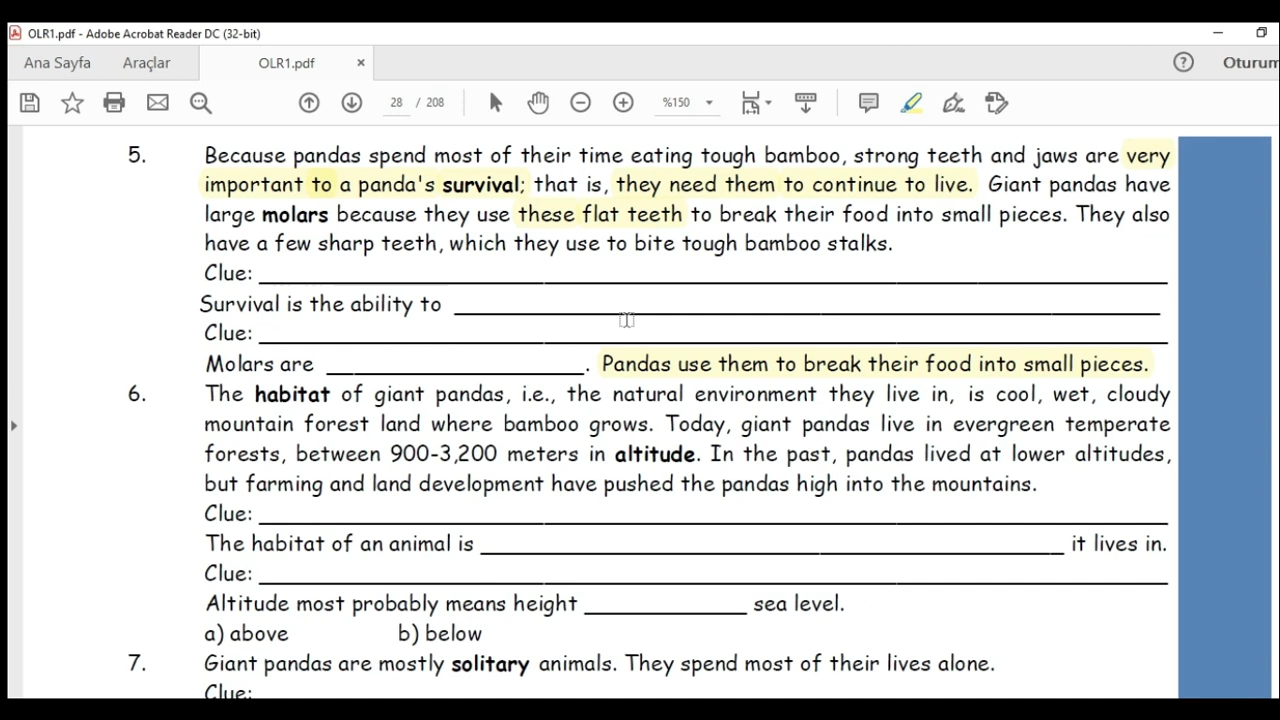 OLR1.pdf - Adobe Acrobat Reader DC (32-bit)
Ana Sayfa Araçlar OLR1.pdf × ? Oturum
28 / 208 %150
5. Because pandas spend most of their time eating tough bamboo, strong teeth and jaws are very
important to a panda's survival; that is, they need them to continue to live. Giant pandas have
large molars because they use these flat teeth to break their food into small pieces. They also
have a few sharp teeth, which they use to bite tough bamboo stalks.
Clue: ____________________
Survival is the ability to ____________________
Clue: ____________________
Molars are ____________________. Pandas use them to break their food into small pieces.
6. The habitat of giant pandas, i.e., the natural environment they live in, is cool, wet, cloudy
mountain forest land where bamboo grows. Today, giant pandas live in evergreen temperate
forests, between 900-3,200 meters in altitude. In the past, pandas lived at lower altitudes,
but farming and land development have pushed the pandas high into the mountains.
Clue: ____________________
The habitat of an animal is ____________________ it lives in.
Clue: ____________________
Altitude most probably means height ____________ sea level.
a) above b) below
7. Giant pandas are mostly solitary animals. They spend most of their lives alone.
Clue: